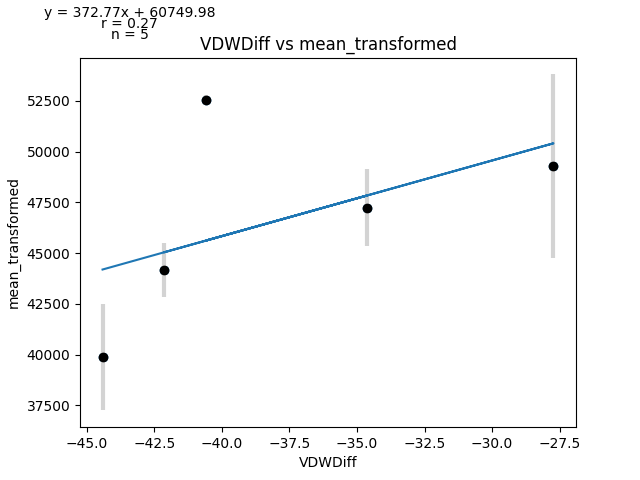 y = 372.77x + 60749.98
r = 0.27
n = 5
VDWDiff vs mean_transformed
mean_transformed
52500
50000
47500
45000
42500
40000
37500
−45.0 −42.5 −40.0 −37.5 −35.0 −32.5 −30.0 −27.5
VDWDiff